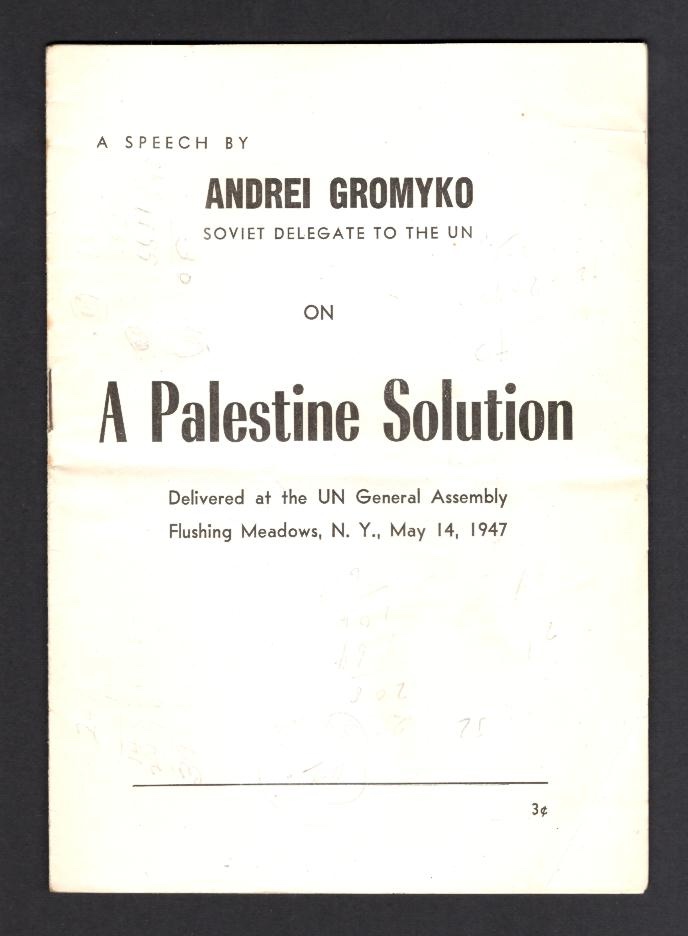 A SPEECH BY
ANDREI GROMYKO
SOVIET DELEGATE TO THE UN
ON
A Palestine Solution
Delivered at the UN General Assembly
Flushing Meadows, N. Y., May 14, 1947
3¢